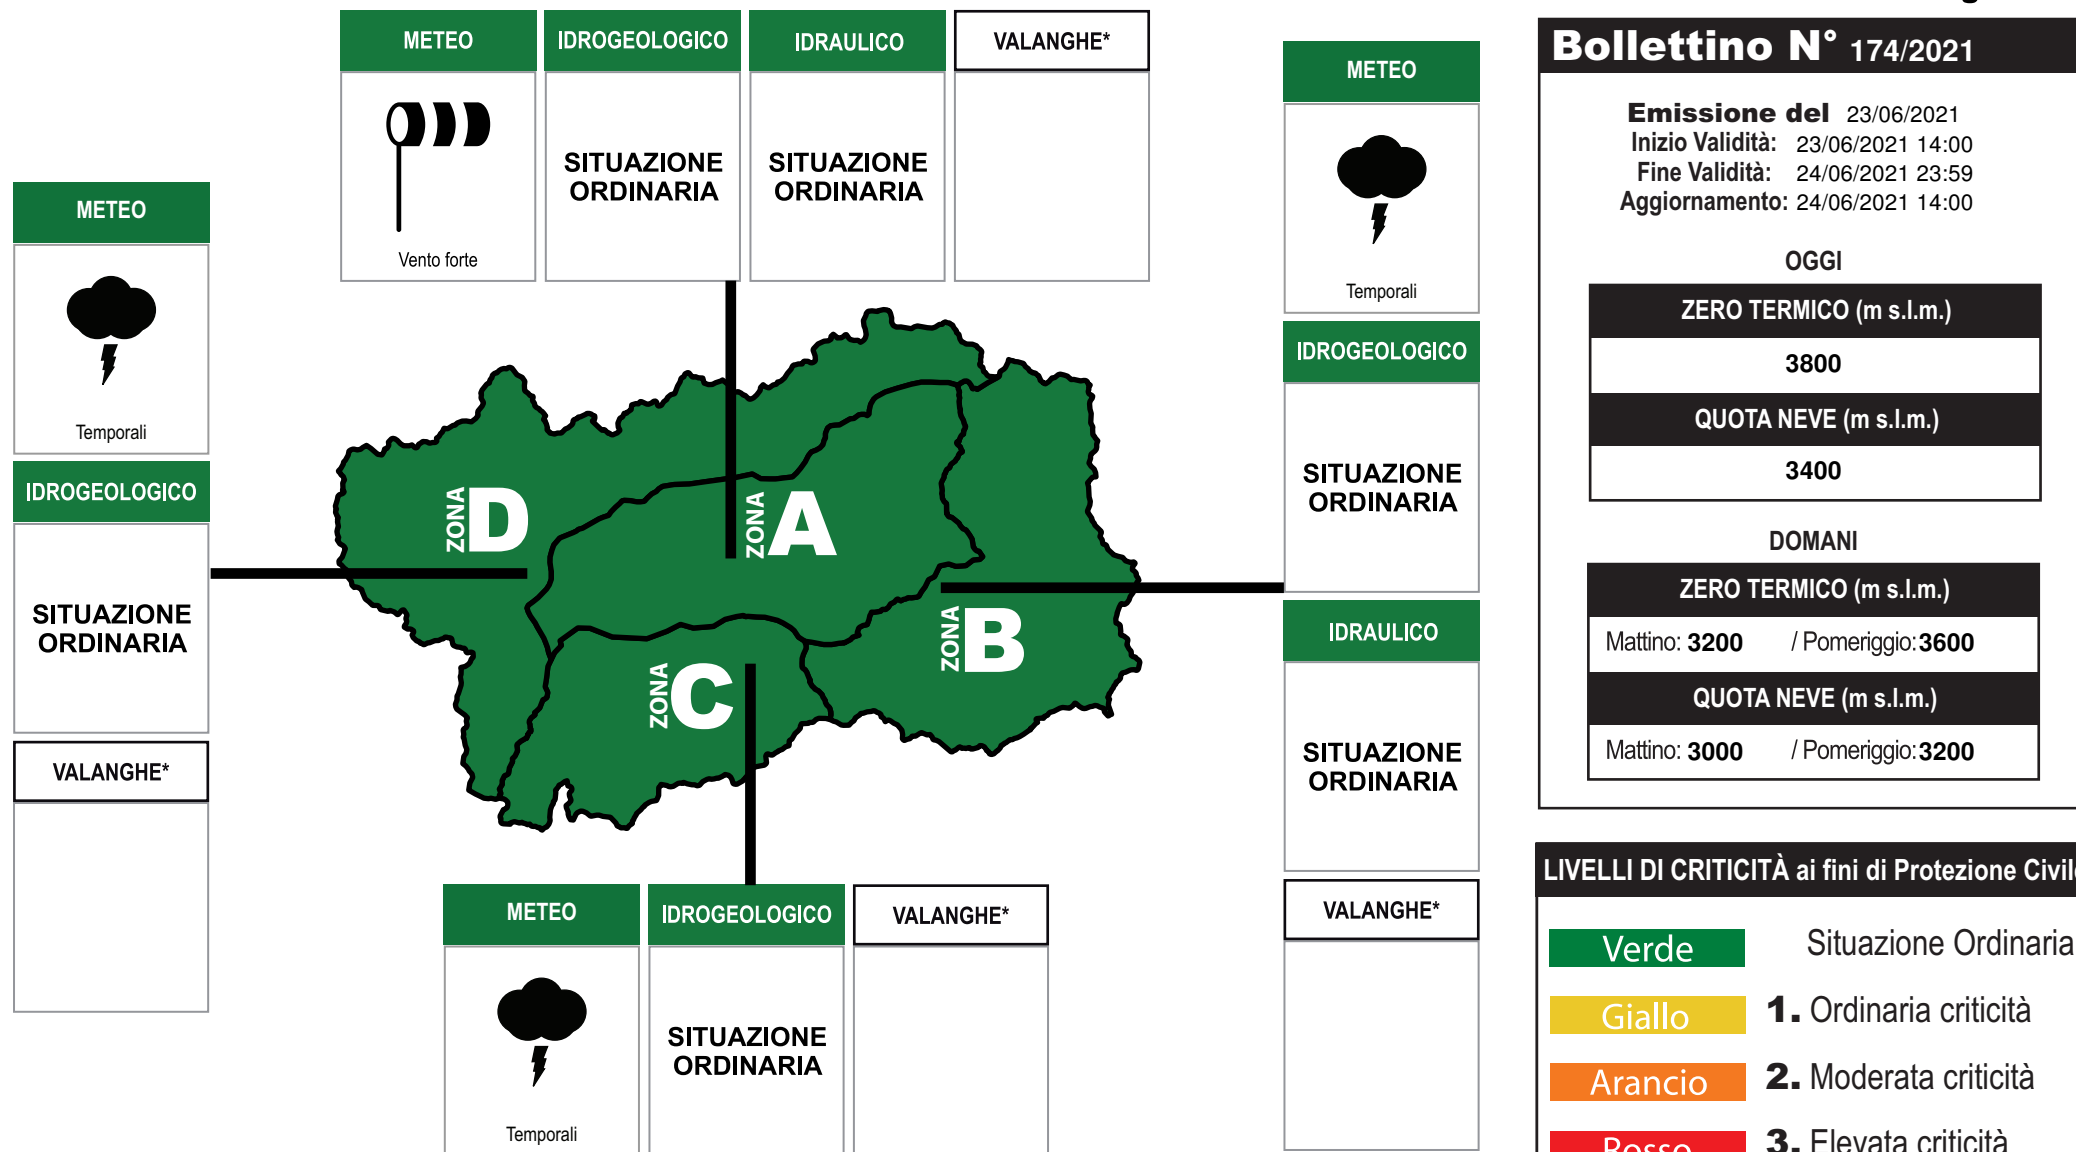 METEO
IDROGEOLOGICO
IDRAULICO
VALANGHE*
Vento forte
SITUAZIONE
ORDINARIA
SITUAZIONE
ORDINARIA
METEO
Temporali
IDROGEOLOGICO
SITUAZIONE
ORDINARIA
VALANGHE*
ZONA D
ZONA A
ZONA B
ZONA C
METEO
Temporali
IDROGEOLOGICO
SITUAZIONE
ORDINARIA
IDRAULICO
SITUAZIONE
ORDINARIA
VALANGHE*
METEO
IDROGEOLOGICO
VALANGHE*
Temporali
SITUAZIONE
ORDINARIA
Bollettino N° 174/2021
Emissione del 23/06/2021
Inizio Validità: 23/06/2021 14:00
Fine Validità: 24/06/2021 23:59
Aggiornamento: 24/06/2021 14:00
OGGI
ZERO TERMICO (m s.l.m.)
3800
QUOTA NEVE (m s.l.m.)
3400
DOMANI
ZERO TERMICO (m s.l.m.)
Mattino: 3200 / Pomeriggio: 3600
QUOTA NEVE (m s.l.m.)
Mattino: 3000 / Pomeriggio: 3200
LIVELLI DI CRITICITÀ ai fini di Protezione Civile
Verde Situazione Ordinaria
Giallo 1. Ordinaria criticità
Arancio 2. Moderata criticità
Rosso 3. Elevata criticità